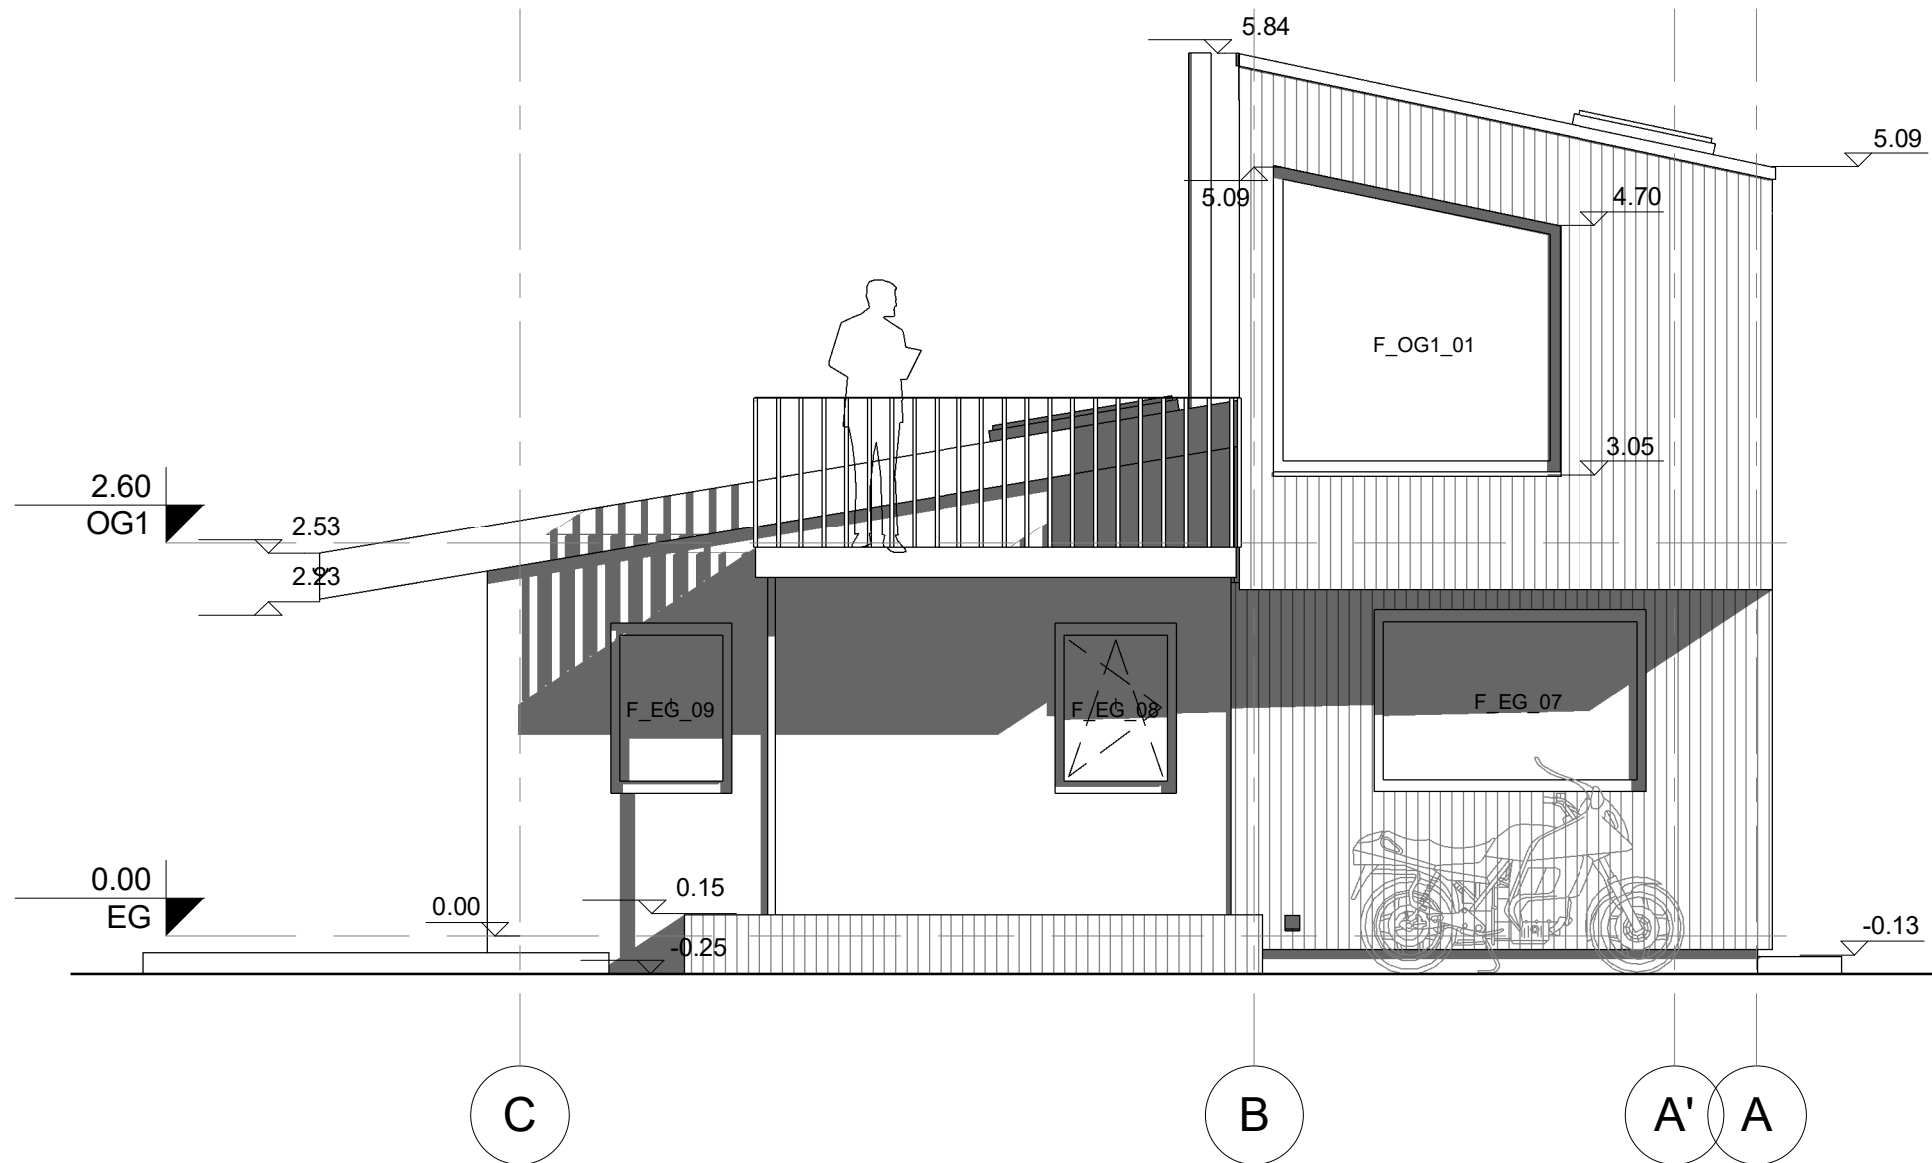 5.84
5.09
5.09
4.70
F_OG1_01
3.05
2.60
OG1
2.53
2.23
F_EG_09
F_EG_08
F_EG_07
0.00
EG
0.00
0.15
-0.25
-0.13
C
B
A'
A